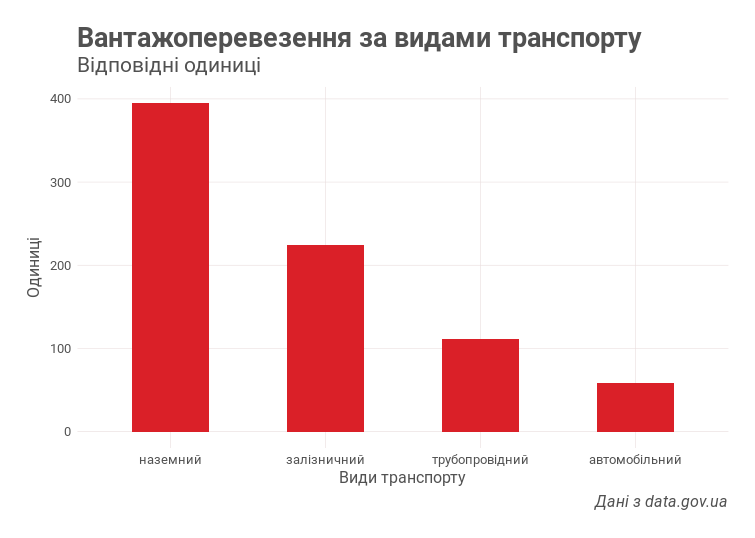 Вантажоперевезення за видами транспорту
Відповідні одиниці
Одиниці
400
300
200
100
0
наземний залізничний трубопровідний автомобільний
Види транспорту
Дані з data.gov.ua